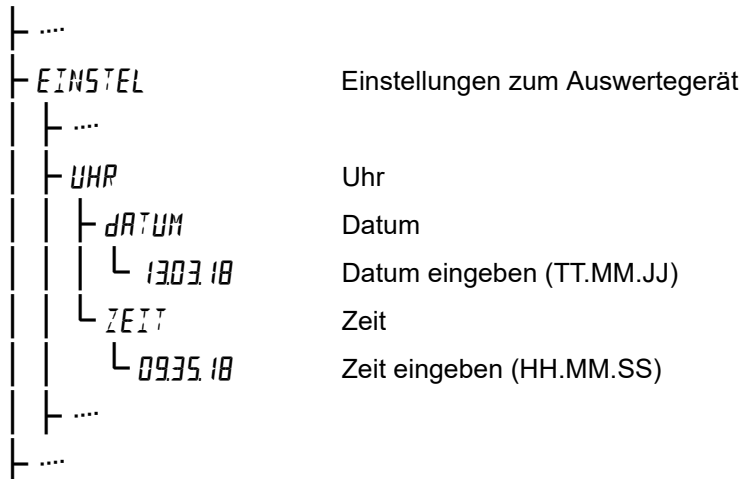 ....
EINSTEL Einstellungen zum Auswertegerät
....
UHR Uhr
dATUM Datum
13.03.18 Datum eingeben (TT.MM.JJ)
ZEIT Zeit
09.35.18 Zeit eingeben (HH.MM.SS)
....
....